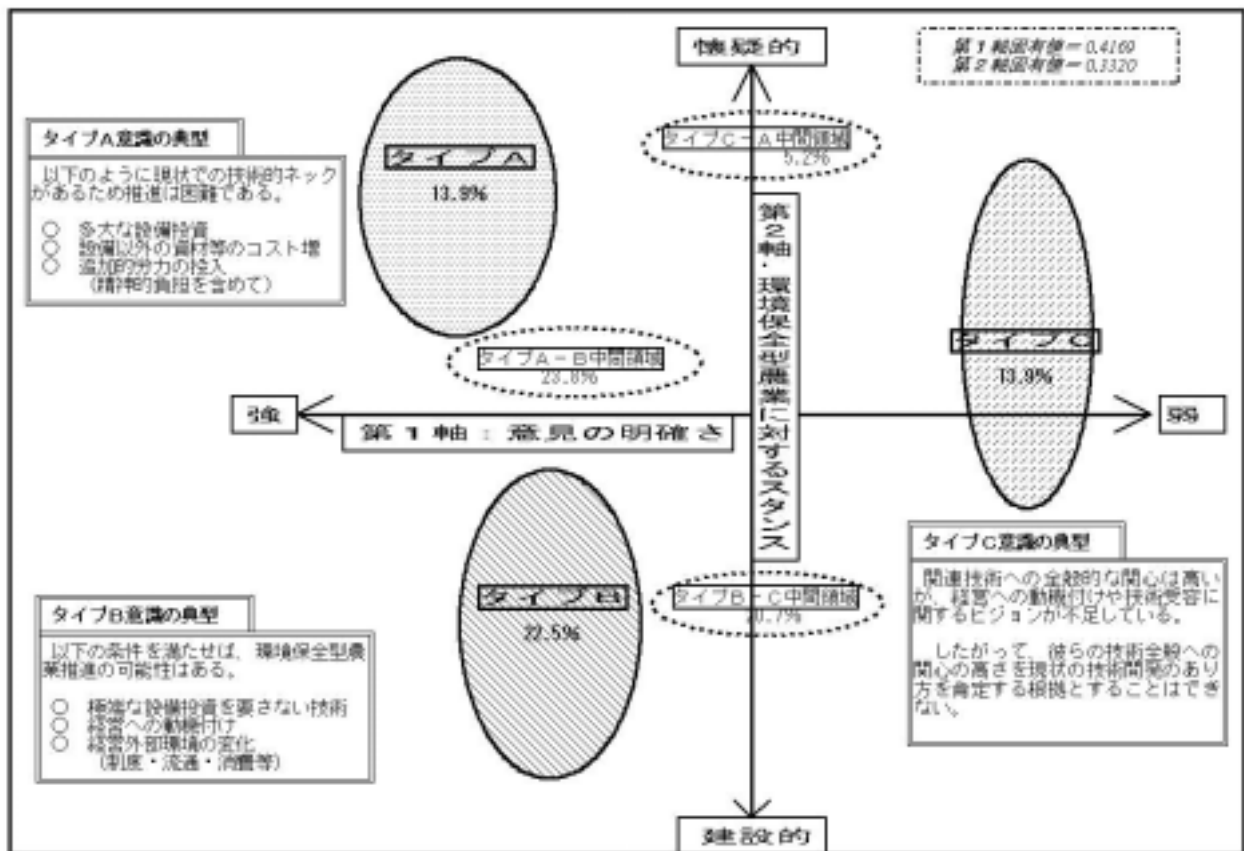 懐疑的
第1軸固有値＝0.4169
第2軸固有値＝0.3320
タイプA意識の典型
以下のように現状での技術的ネック
があるため推進は困難である。
○ 多大な設備投資
○ 設備以外の資材等のコスト増
○ 追加的労力の投入
(精神的負担を含めて)
タイプA
13.9%
タイプC－A中間領域
5.2%
タイプC
13.9%
タイプA－B中間領域
23.8%
強
弱
第1軸：意見の明確さ
第2軸・環境保全型農業に対するスタンス
タイプB
22.5%
タイプB－C中間領域
20.7%
タイプB意識の典型
以下の条件を満たせば、環境保全型農
業推進の可能性はある。
○ 極端な設備投資を要さない技術
○ 経営への動機付け
○ 経営外部環境の変化
(制度・流通・消費等)
タイプC意識の典型
関連技術への全般的な関心は高い
が、経営への動機付けや技術受容に
関するビジョンが不足している。
したがって、彼らの技術全般への
関心の高さを現状の技術開発のあり
方を肯定する根拠とすることはでき
ない。
建設的